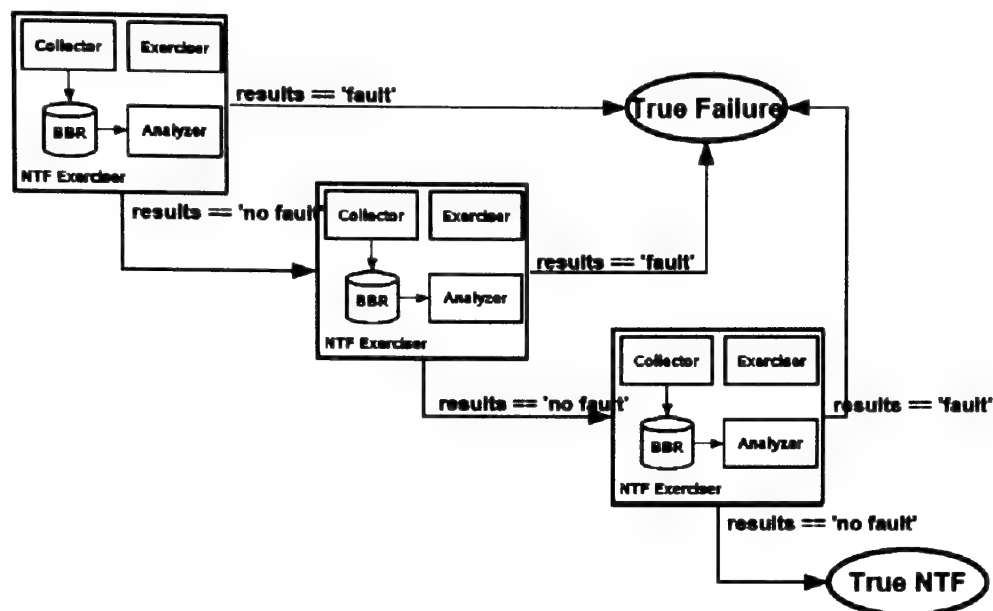 Collector Exerciser
results == 'fault'
True Failure
BBR Analyzer
NTF Exerciser
results == 'no fault'
Collector Exerciser
results == 'fault'
BBR Analyzer
NTF Exerciser
Collector Exerciser
results == 'no fault'
results == 'fault'
BBR Analyzer
NTF Exerciser
results == 'no fault'
True NTF